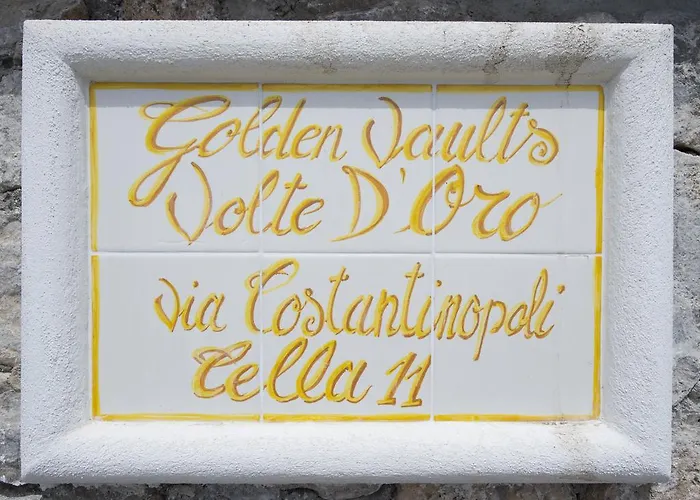 Golden Vaults
Volte D'Oro
via Costantinopoli
Cella 11